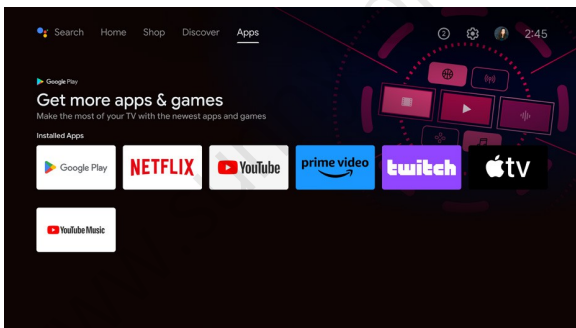 Search Home Shop Discover Apps 2 2:45
Google Play
Get more apps & games
Make the most of your TV with the newest apps and games
Installed Apps
Google Play NETFLIX YouTube prime video twitch tv
YouTube Music